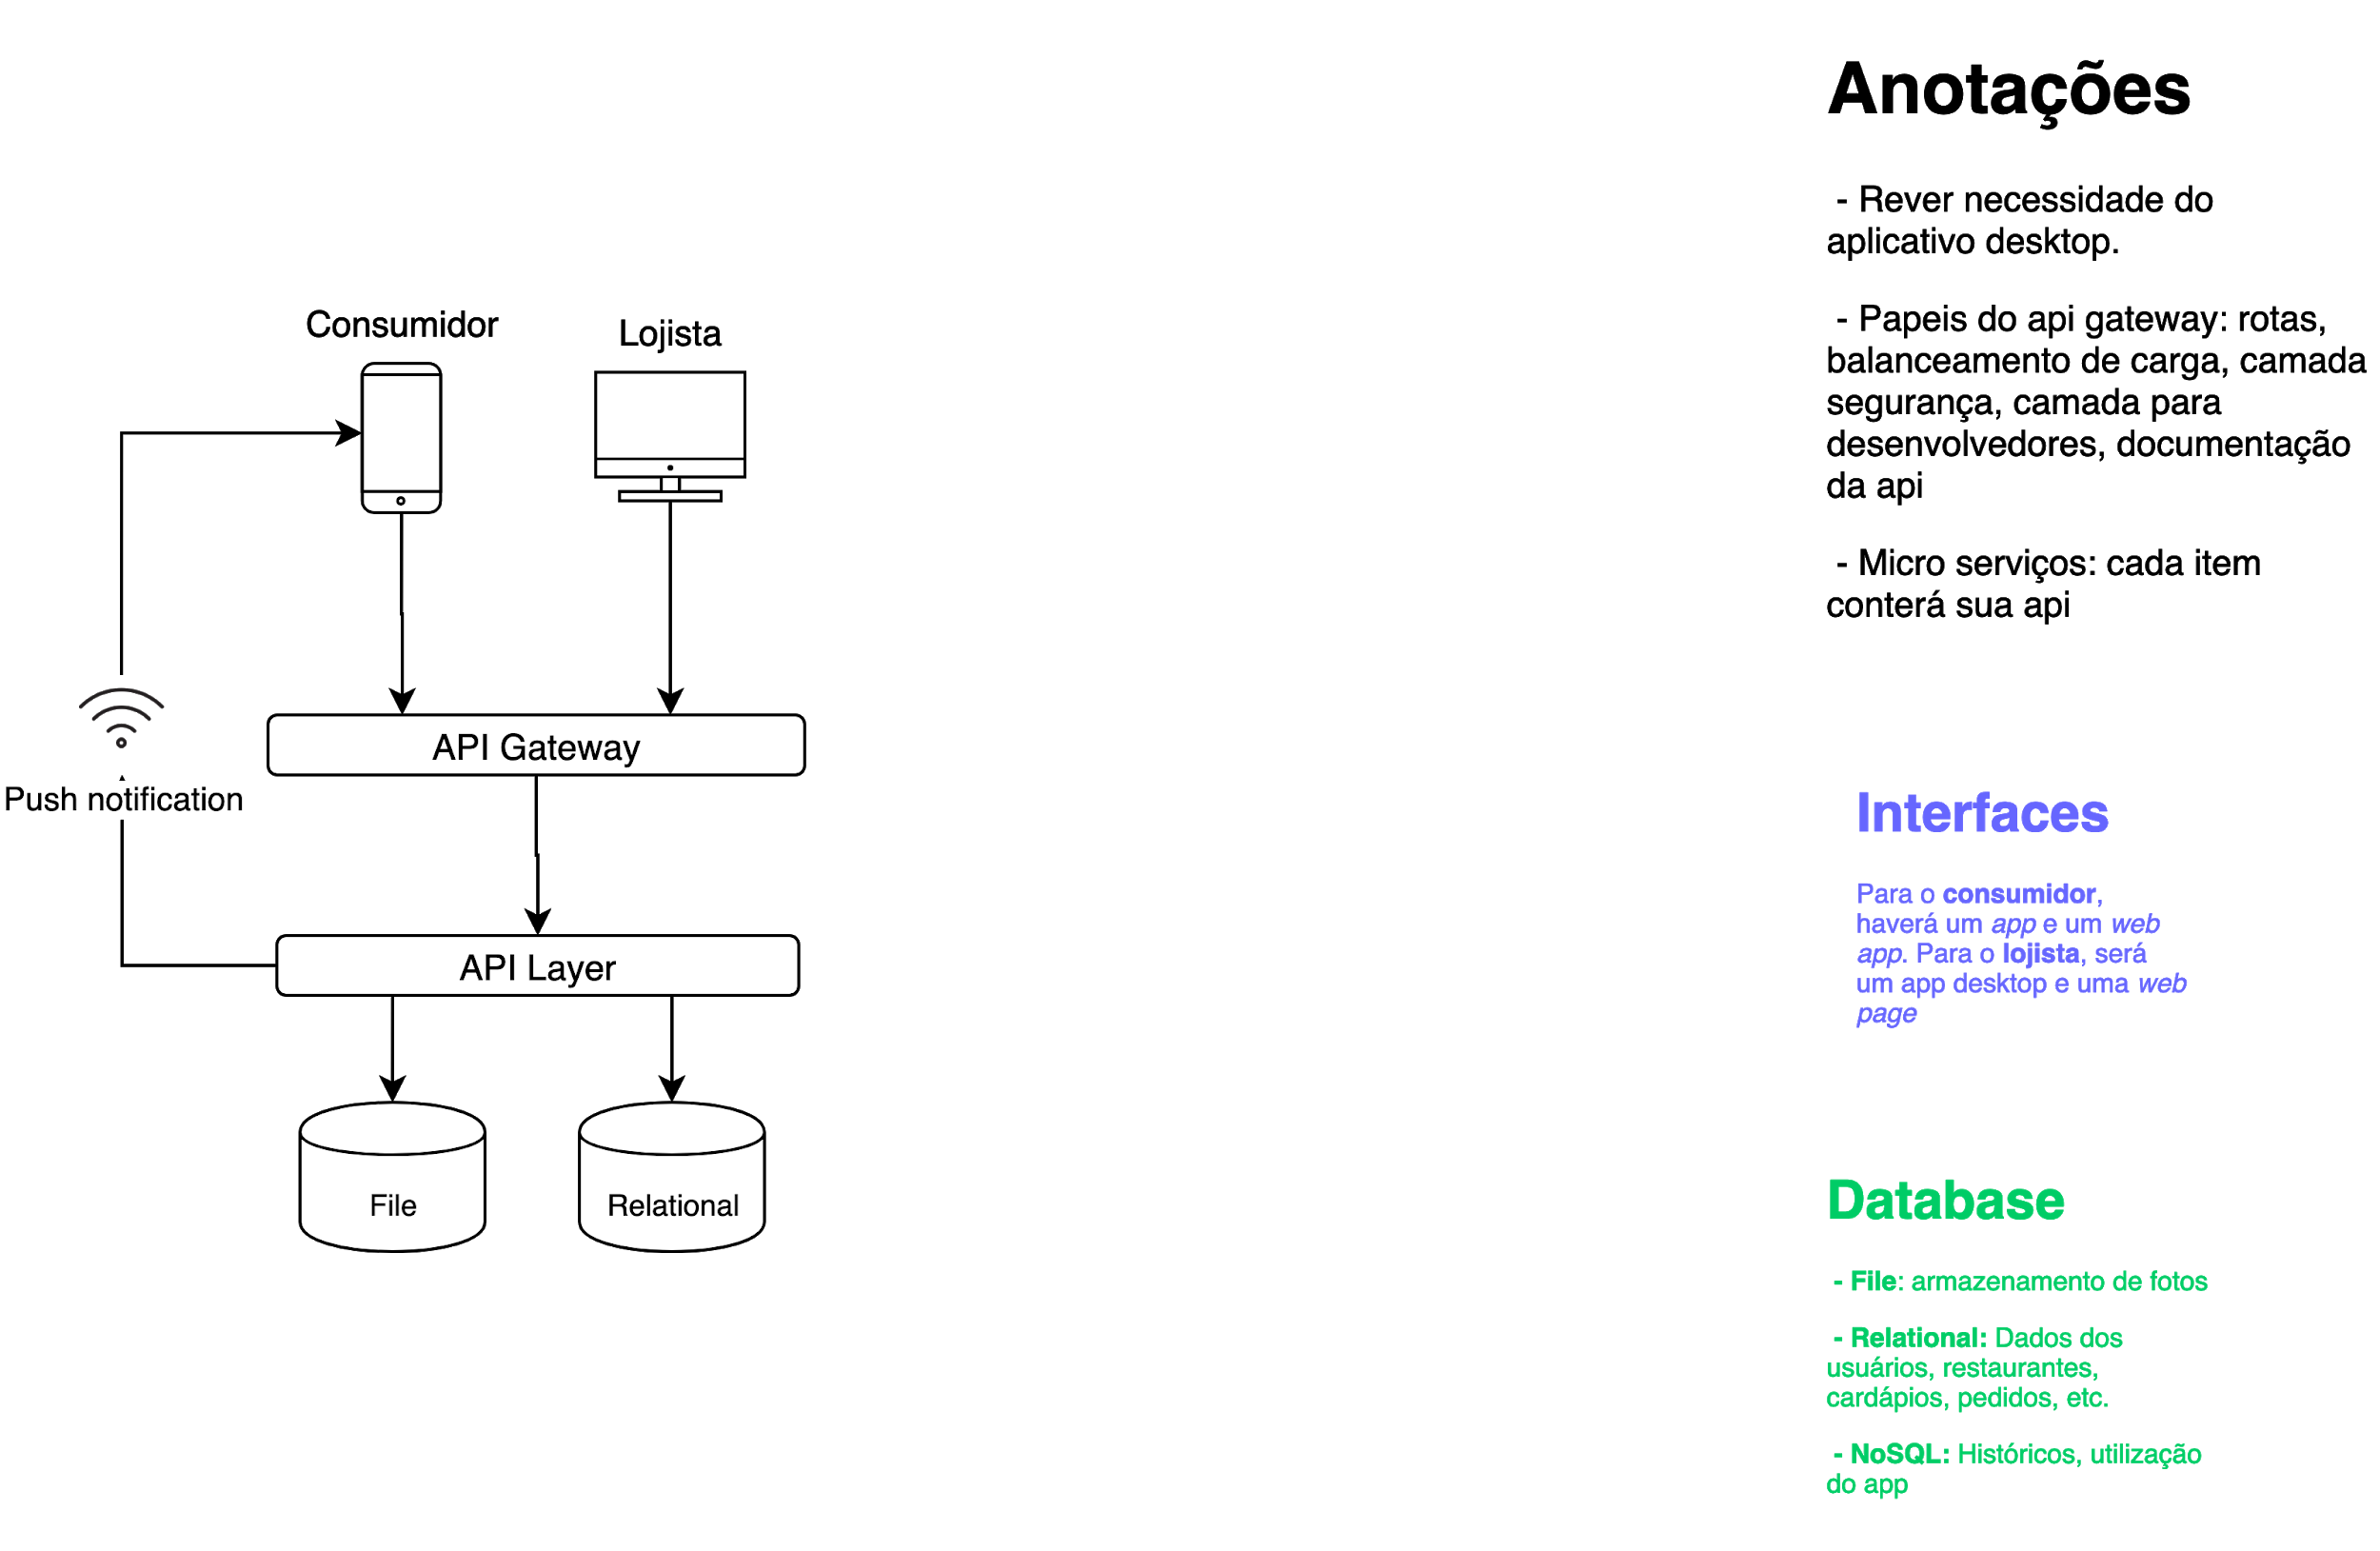 Consumidor
Lojista
API Gateway
Push notification
API Layer
File
Relational
Anotações
- Rever necessidade do
aplicativo desktop.
- Papeis do api gateway: rotas,
balanceamento de carga, camada
segurança, camada para
desenvolvedores, documentação
da api
- Micro serviços: cada item
conterá sua api
Interfaces
Para o consumidor,
haverá um app e um web
app. Para o lojista, será
um app desktop e uma web
page
Database
- File: armazenamento de fotos
- Relational: Dados dos
usuários, restaurantes,
cardápios, pedidos, etc.
- NoSQL: Históricos, utilização
do app